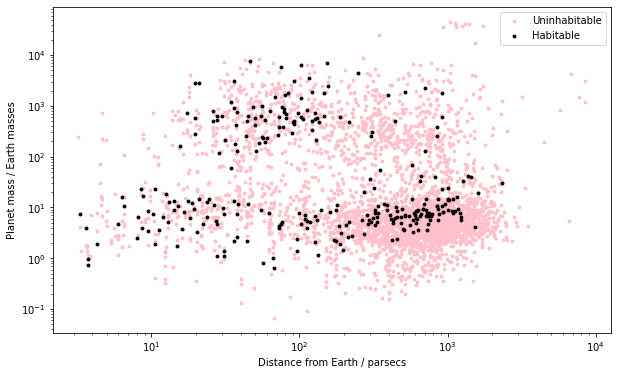 Uninhabitable
Habitable
10⁴
10³
10²
10¹
10⁰
10⁻¹
Planet mass / Earth masses
10¹
10²
10³
10⁴
Distance from Earth / parsecs